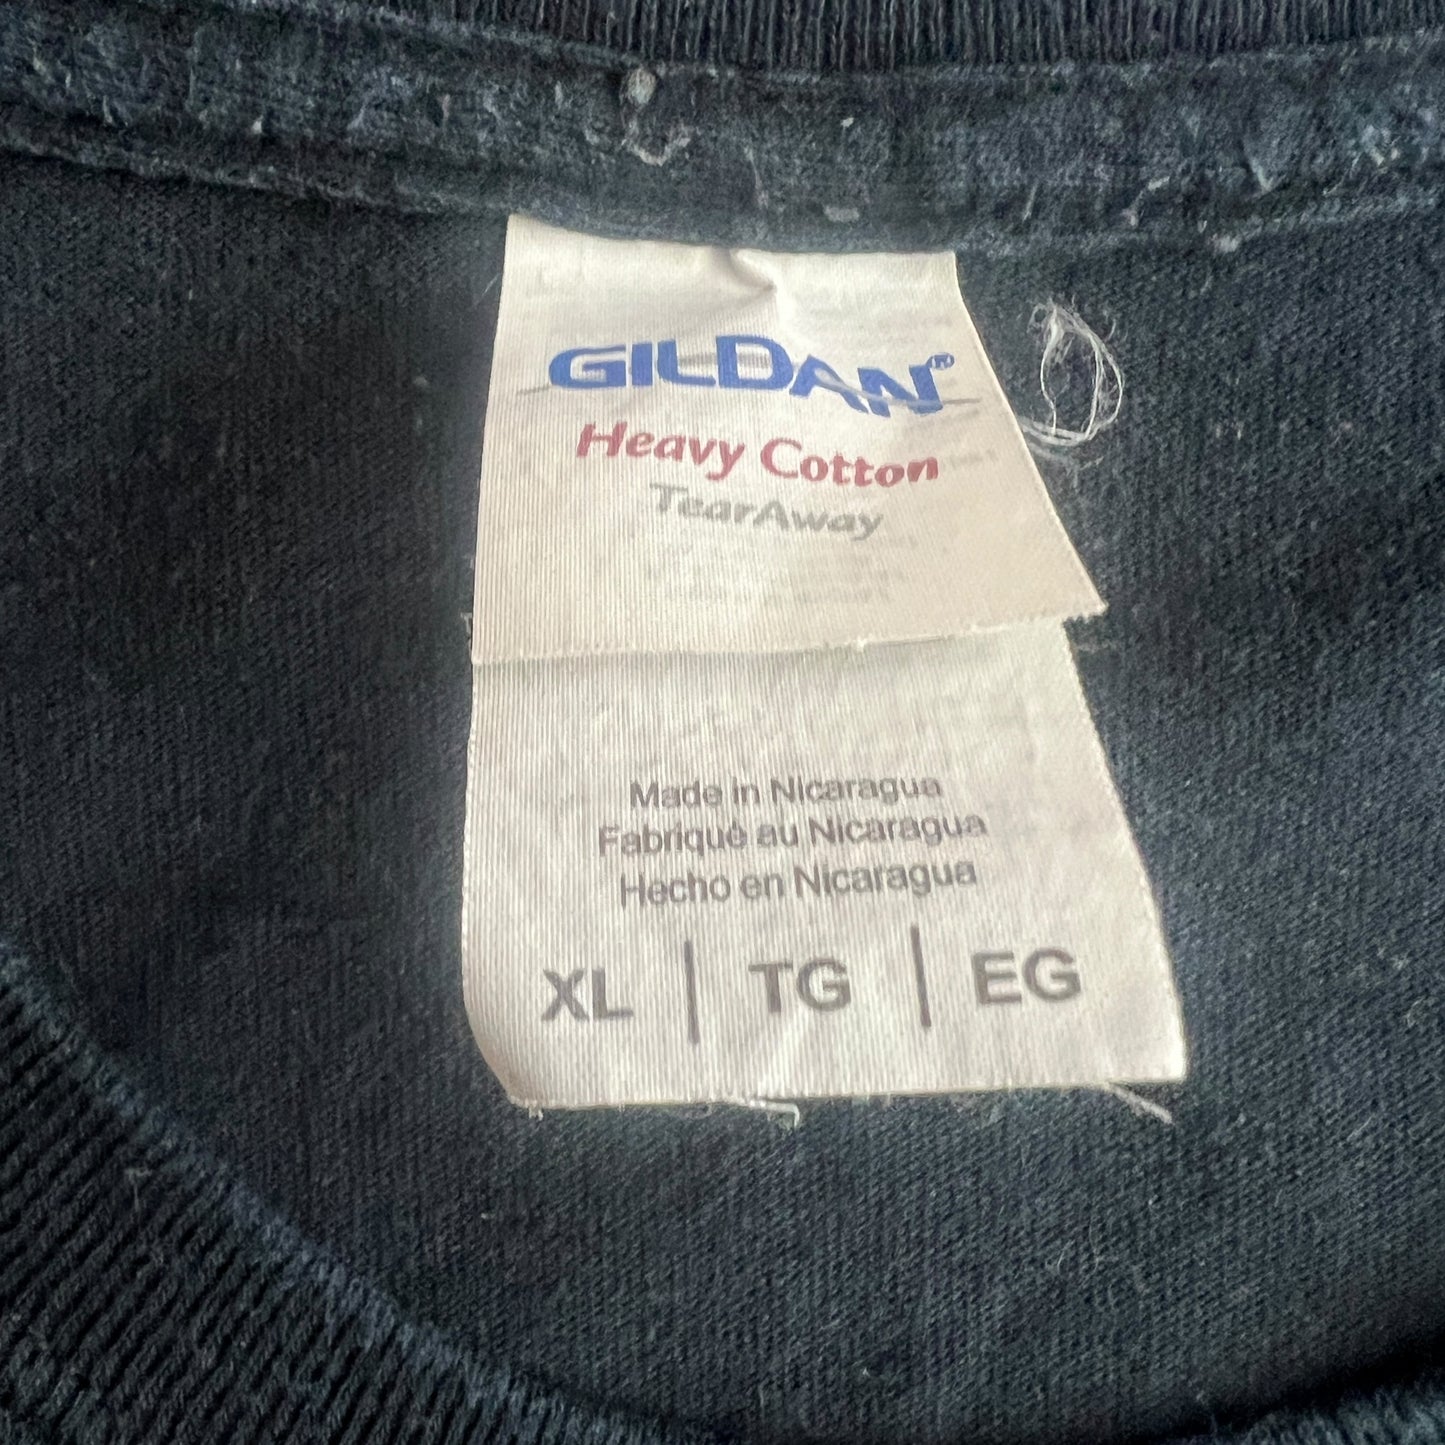 GILDAN®
Heavy Cotton
TearAway
Made in Nicaragua
Fabriqué au Nicaragua
Hecho en Nicaragua
XL | TG | EG